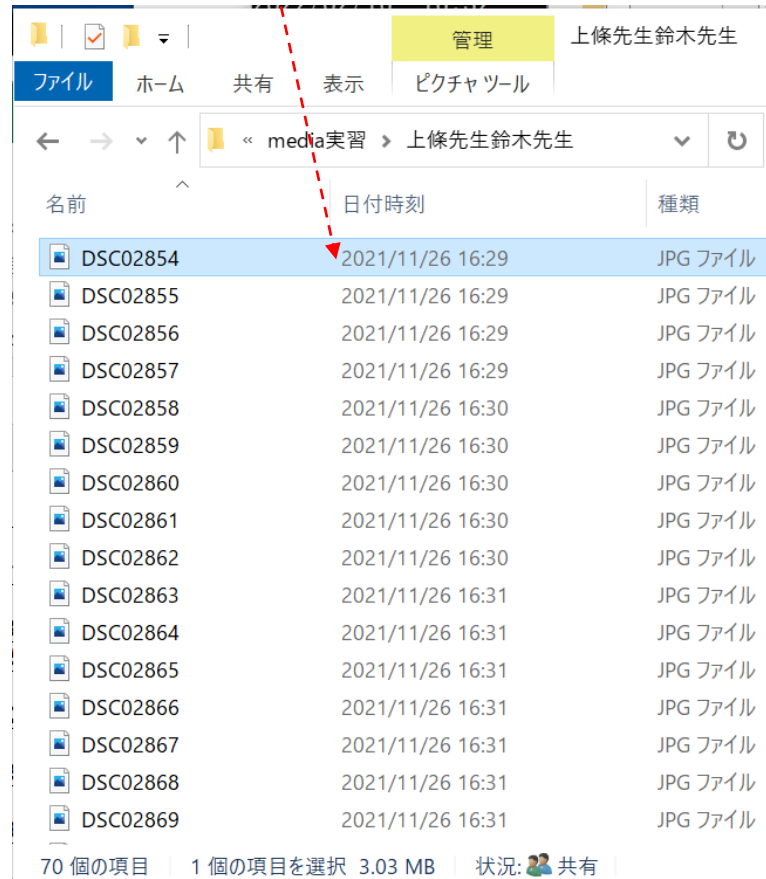 管理
上條先生鈴木先生
ファイル ホーム 共有 表示 ピクチャ ツール
« media実習 › 上條先生鈴木先生
名前 日付時刻 種類
DSC02854 2021/11/26 16:29 JPG ファイル
DSC02855 2021/11/26 16:29 JPG ファイル
DSC02856 2021/11/26 16:29 JPG ファイル
DSC02857 2021/11/26 16:29 JPG ファイル
DSC02858 2021/11/26 16:30 JPG ファイル
DSC02859 2021/11/26 16:30 JPG ファイル
DSC02860 2021/11/26 16:30 JPG ファイル
DSC02861 2021/11/26 16:30 JPG ファイル
DSC02862 2021/11/26 16:30 JPG ファイル
DSC02863 2021/11/26 16:31 JPG ファイル
DSC02864 2021/11/26 16:31 JPG ファイル
DSC02865 2021/11/26 16:31 JPG ファイル
DSC02866 2021/11/26 16:31 JPG ファイル
DSC02867 2021/11/26 16:31 JPG ファイル
DSC02868 2021/11/26 16:31 JPG ファイル
DSC02869 2021/11/26 16:31 JPG ファイル
70 個の項目 1 個の項目を選択 3.03 MB 状況: 共有